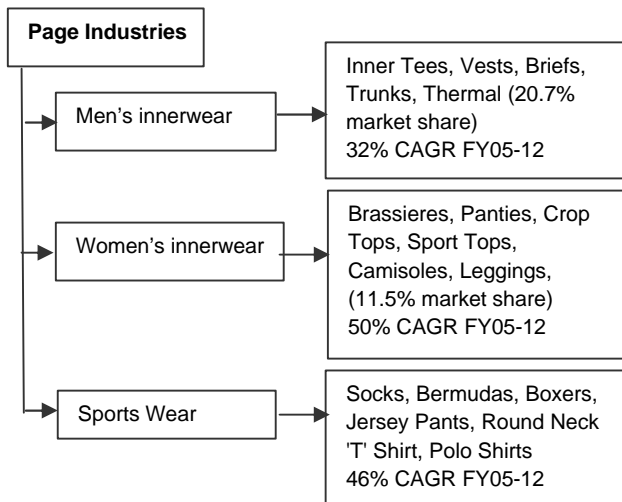 Page Industries
Men's innerwear
Inner Tees, Vests, Briefs,
Trunks, Thermal (20.7%
market share)
32% CAGR FY05-12
Women's innerwear
Brassieres, Panties, Crop
Tops, Sport Tops,
Camisoles, Leggings,
(11.5% market share)
50% CAGR FY05-12
Sports Wear
Socks, Bermudas, Boxers,
Jersey Pants, Round Neck
'T' Shirt, Polo Shirts
46% CAGR FY05-12